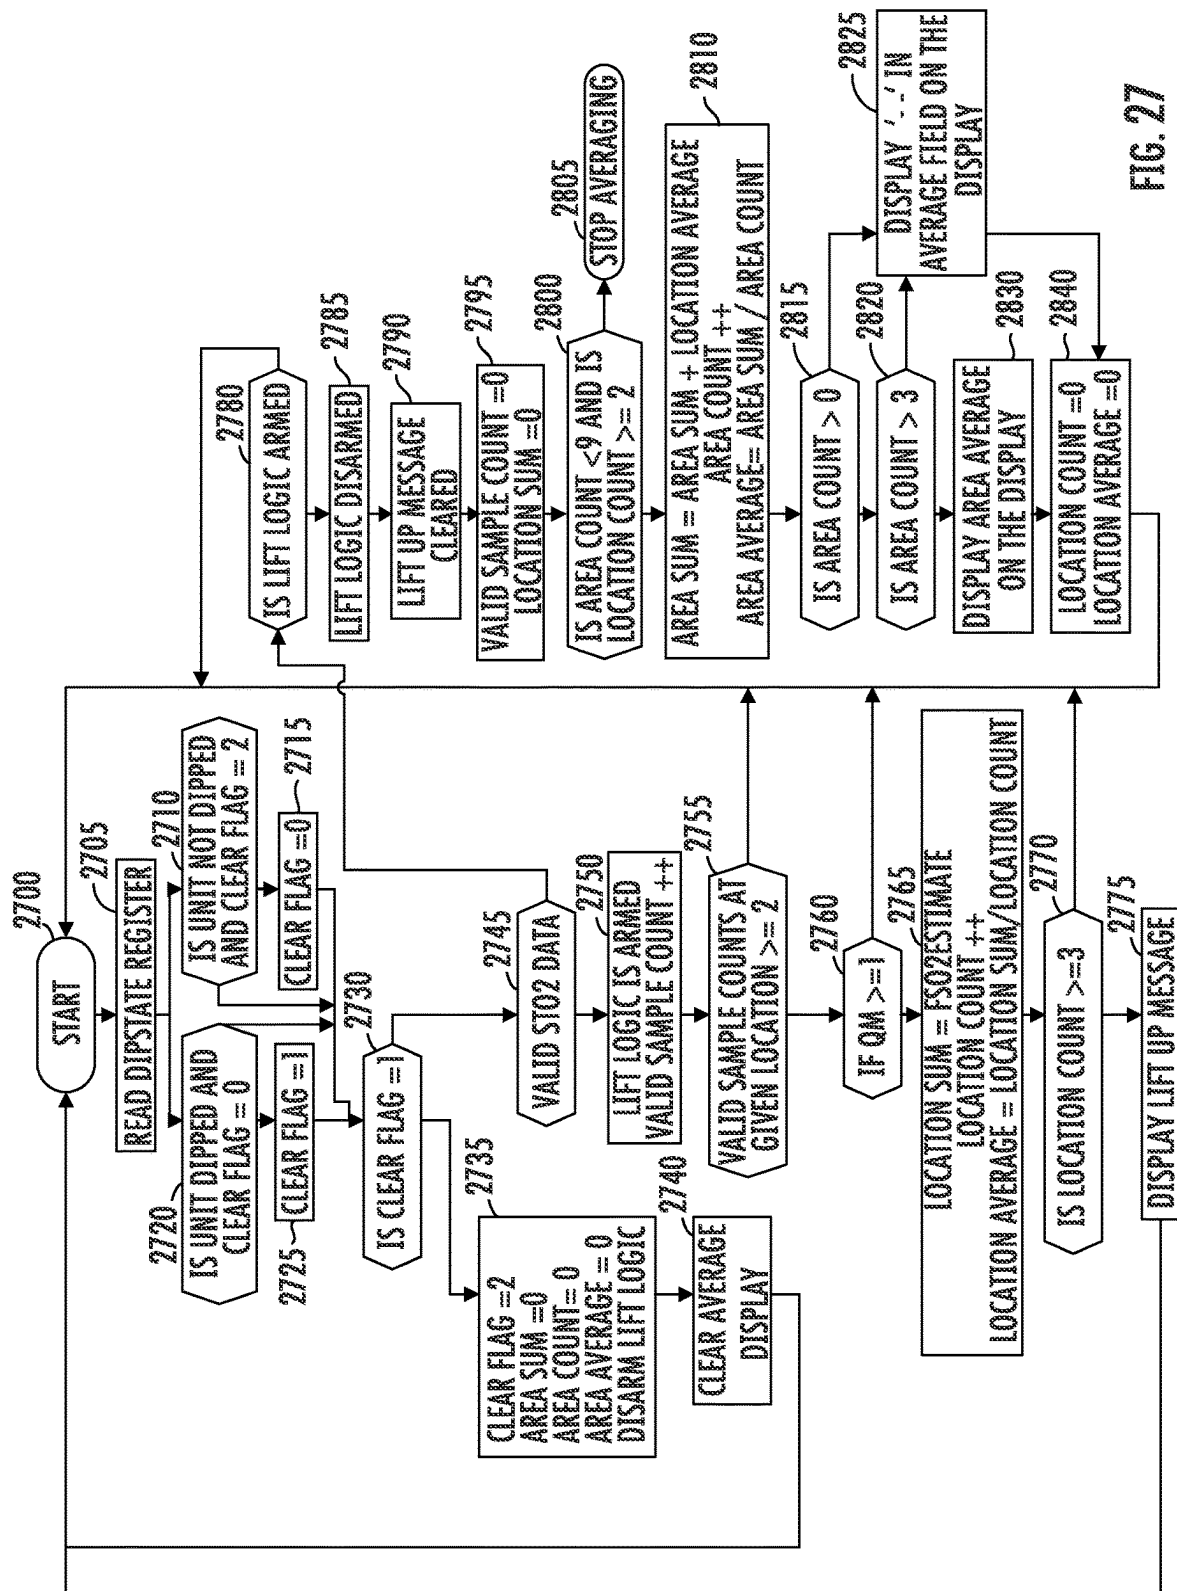 2700
START
2705
READ DIPSTATE REGISTER
2720
IS UNIT DIPPED AND
CLEAR FLAG = 0
2710
IS UNIT NOT DIPPED
AND CLEAR FLAG = 2
2725
CLEAR FLAG =1
2715
CLEAR FLAG =0
2730
IS CLEAR FLAG =1
2735
CLEAR FLAG =2
AREA SUM =0
AREA COUNT= 0
AREA AVERAGE = 0
DISARM LIFT LOGIC
2740
CLEAR AVERAGE
DISPLAY
2745
VALID STO2 DATA
2750
LIFT LOGIC IS ARMED
VALID SAMPLE COUNT ++
2755
VALID SAMPLE COUNTS AT
GIVEN LOCATION >= 2
2760
IF QM >=1
2765
LOCATION SUM = FSO2ESTIMATE
LOCATION COUNT ++
LOCATION AVERAGE = LOCATION SUM/LOCATION COUNT
2770
IS LOCATION COUNT >=3
2775
DISPLAY LIFT UP MESSAGE
2780
IS LIFT LOGIC ARMED
2785
LIFT LOGIC DISARMED
2790
LIFT UP MESSAGE
CLEARED
2795
VALID SAMPLE COUNT =0
LOCATION SUM =0
2800
IS AREA COUNT <9 AND IS
LOCATION COUNT >= 2
2805
STOP AVERAGING
2810
AREA SUM = AREA SUM + LOCATION AVERAGE
AREA COUNT ++
AREA AVERAGE= AREA SUM / AREA COUNT
2815
IS AREA COUNT > 0
2820
IS AREA COUNT > 3
2825
DISPLAY '--' IN
AVERAGE FIELD ON THE
DISPLAY
2830
DISPLAY AREA AVERAGE
ON THE DISPLAY
2840
LOCATION COUNT =0
LOCATION AVERAGE =0
FIG. 27